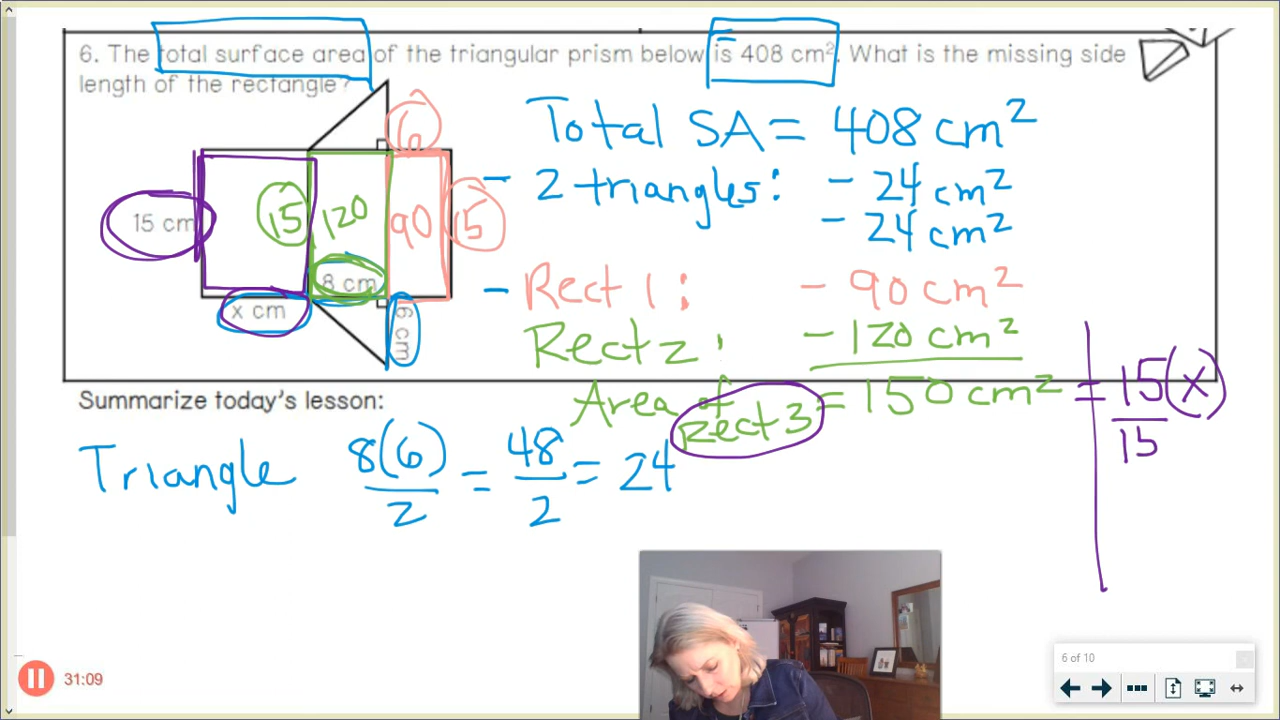 6. The total surface area of the triangular prism below is 408 cm². What is the missing side
length of the rectangle?
6
Total SA = 408 cm²
- 2 triangles: - 24 cm²
- 24 cm²
15 cm
15
120
90
15
8 cm
x cm
6 cm
- Rect 1: - 90 cm²
Rect 2: - 120 cm²
Area of Rect 3 = 150 cm² = 15(x)
15
Summarize today's lesson:
Triangle 8(6)/2 = 48/2 = 24
31:09
6 of 10